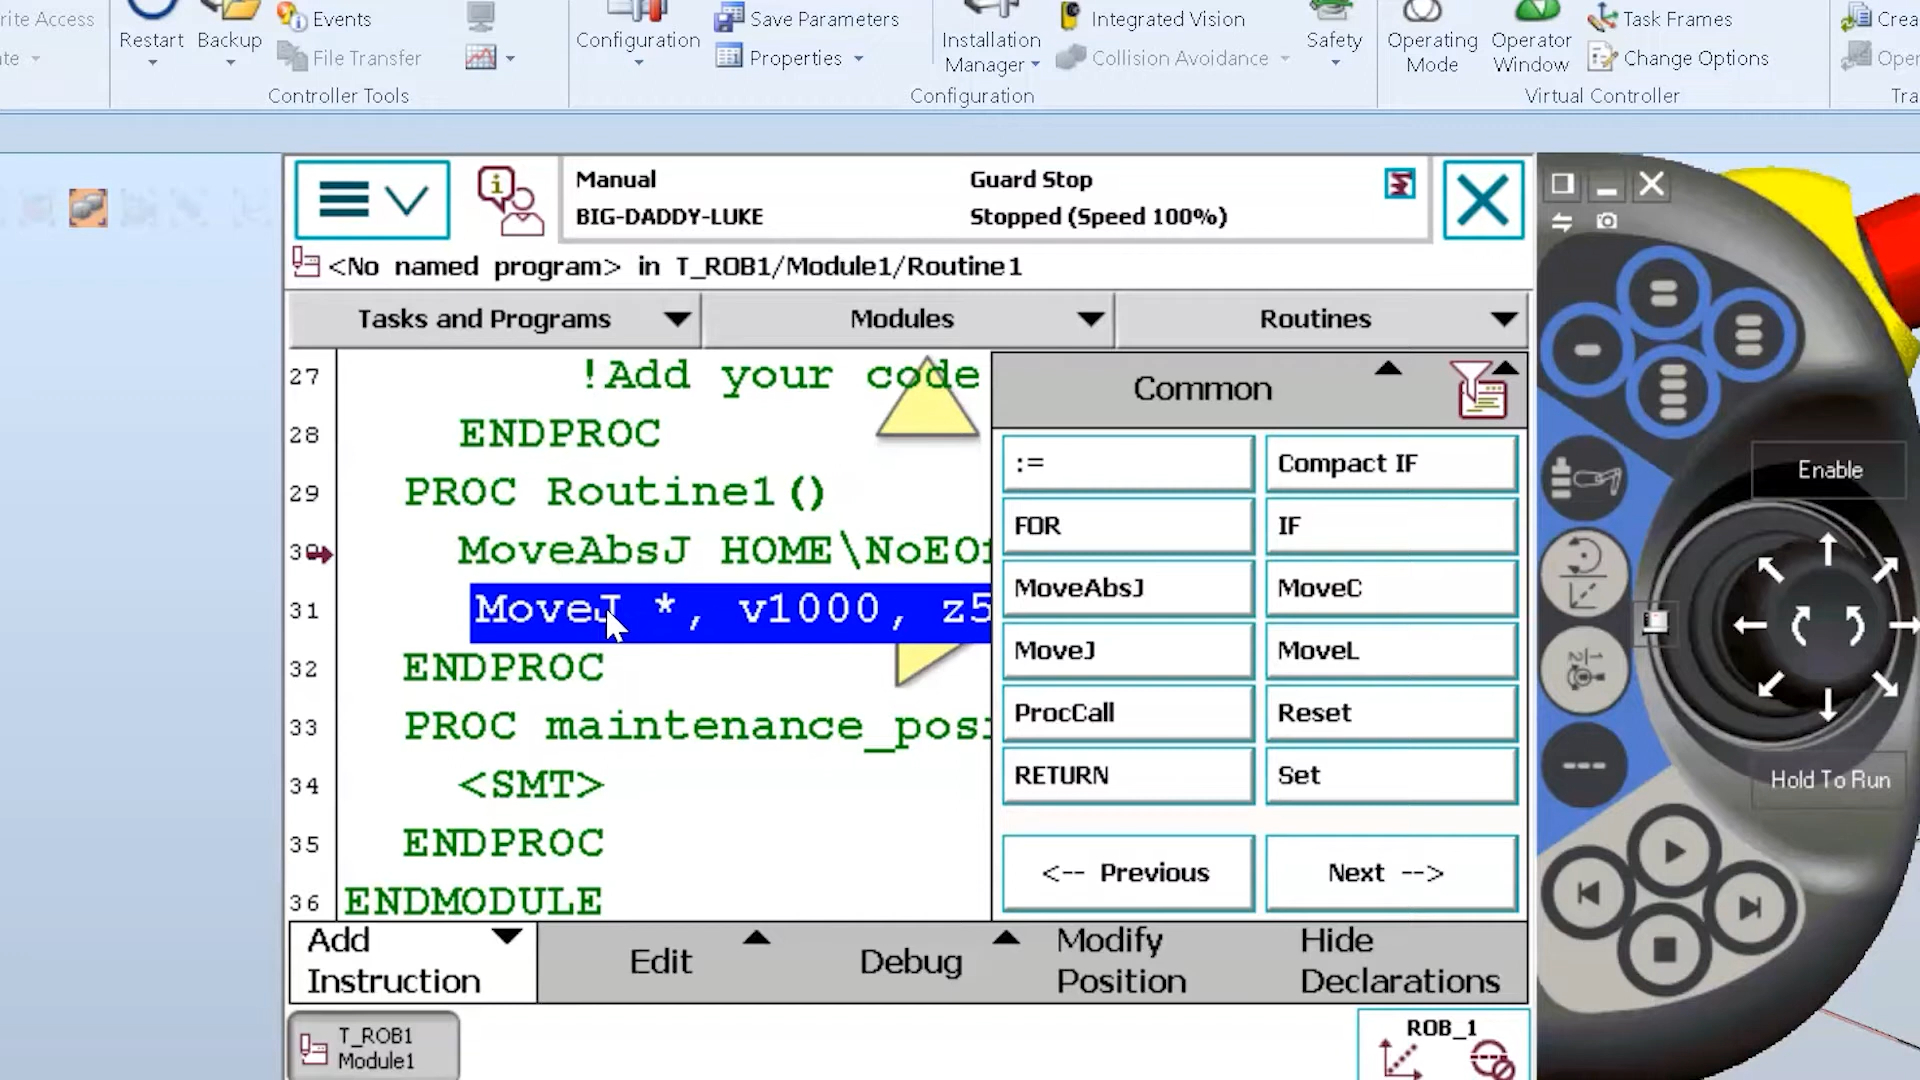 rite Access
te
Restart
Backup
Events
File Transfer
Controller Tools
Configuration
Save Parameters
Properties
Installation
Manager
Integrated Vision
Collision Avoidance
Configuration
Safety
Operating
Mode
Operator
Window
Task Frames
Change Options
Virtual Controller
Crea
Oper
Tra
Manual
BIG-DADDY-LUKE
Guard Stop
Stopped (Speed 100%)
<No named program> in T_ROB1/Module1/Routine1
Tasks and Programs
Modules
Routines
27 !Add your code
28 ENDPROC
29 PROC Routine1()
30 MoveAbsJ HOME\NoEOf
31 MoveJ *, v1000, z5
32 ENDPROC
33 PROC maintenance_posi
34 <SMT>
35 ENDPROC
36 ENDMODULE
Common
:=
Compact IF
FOR
IF
MoveAbsJ
MoveC
MoveJ
MoveL
ProcCall
Reset
RETURN
Set
<-- Previous
Next -->
Add
Instruction
Edit
Debug
Modify
Position
Hide
Declarations
T_ROB1
Module1
ROB_1
Enable
Hold To Run